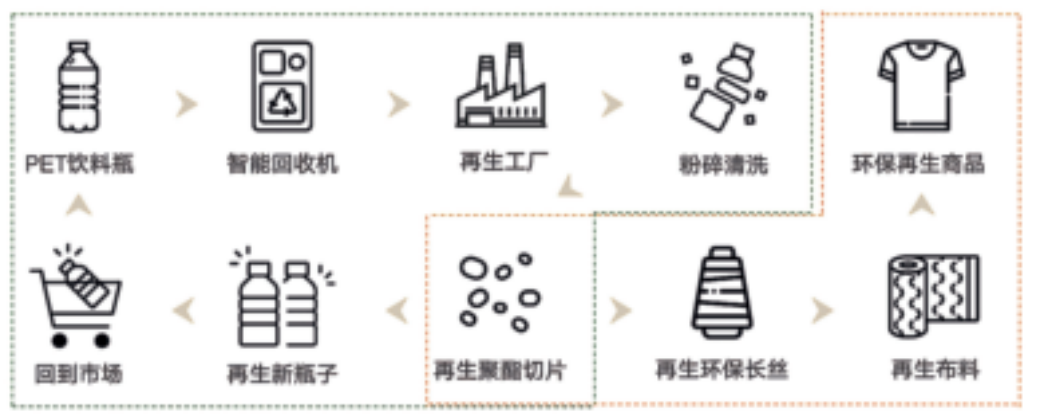 PET饮料瓶
智能回收机
再生工厂
粉碎清洗
环保再生商品
回到市场
再生新瓶子
再生聚酯切片
再生环保长丝
再生布料